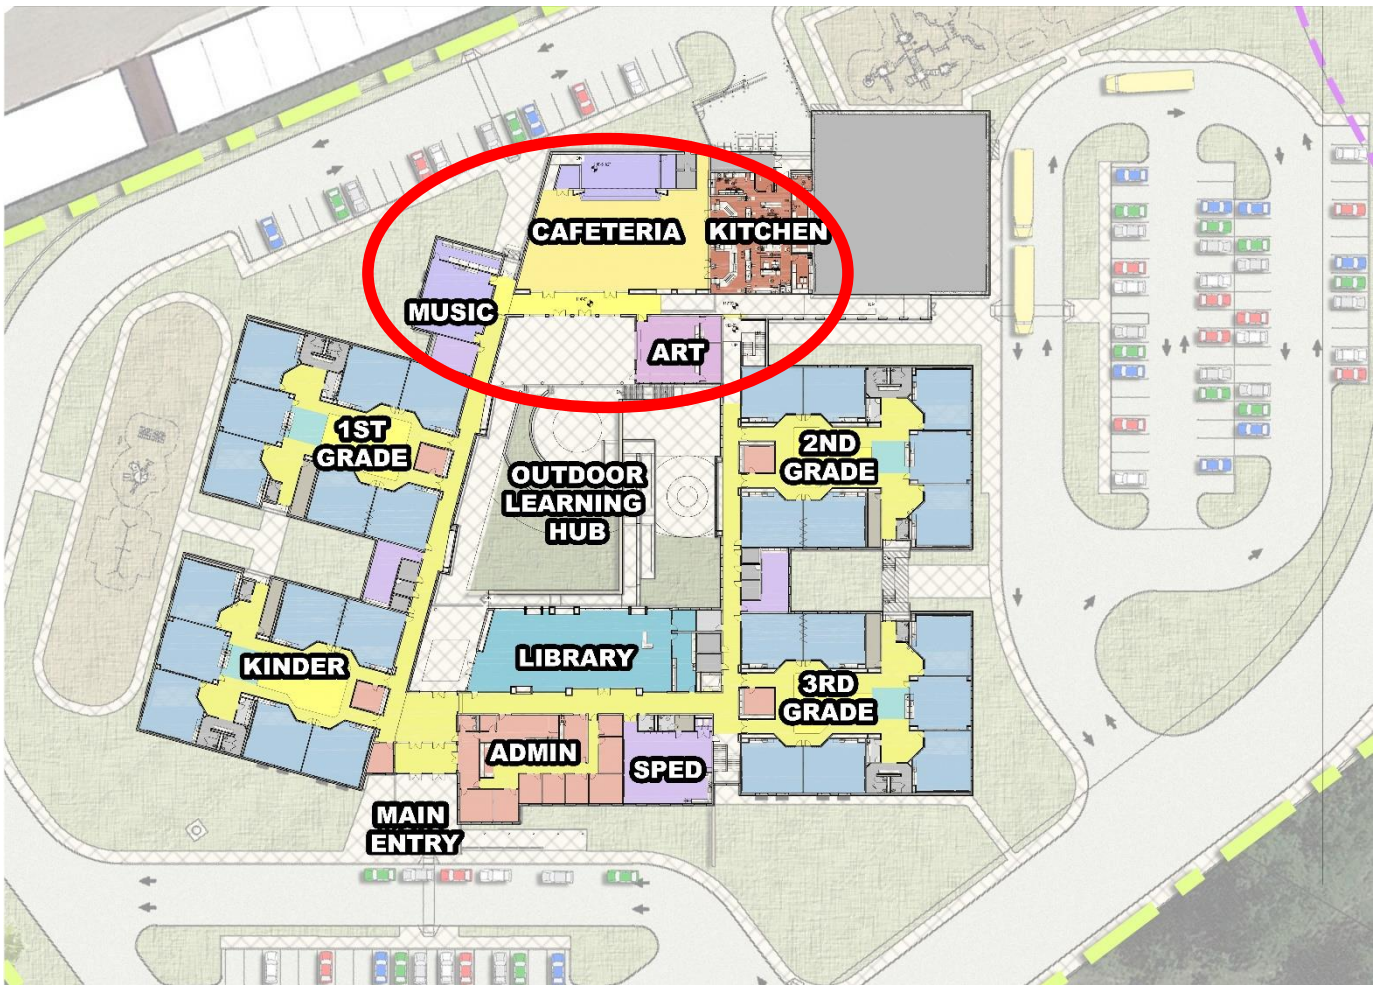 CAFETERIA
KITCHEN
MUSIC
ART
1ST
GRADE
2ND
GRADE
OUTDOOR
LEARNING
HUB
KINDER
LIBRARY
3RD
GRADE
ADMIN
SPED
MAIN
ENTRY